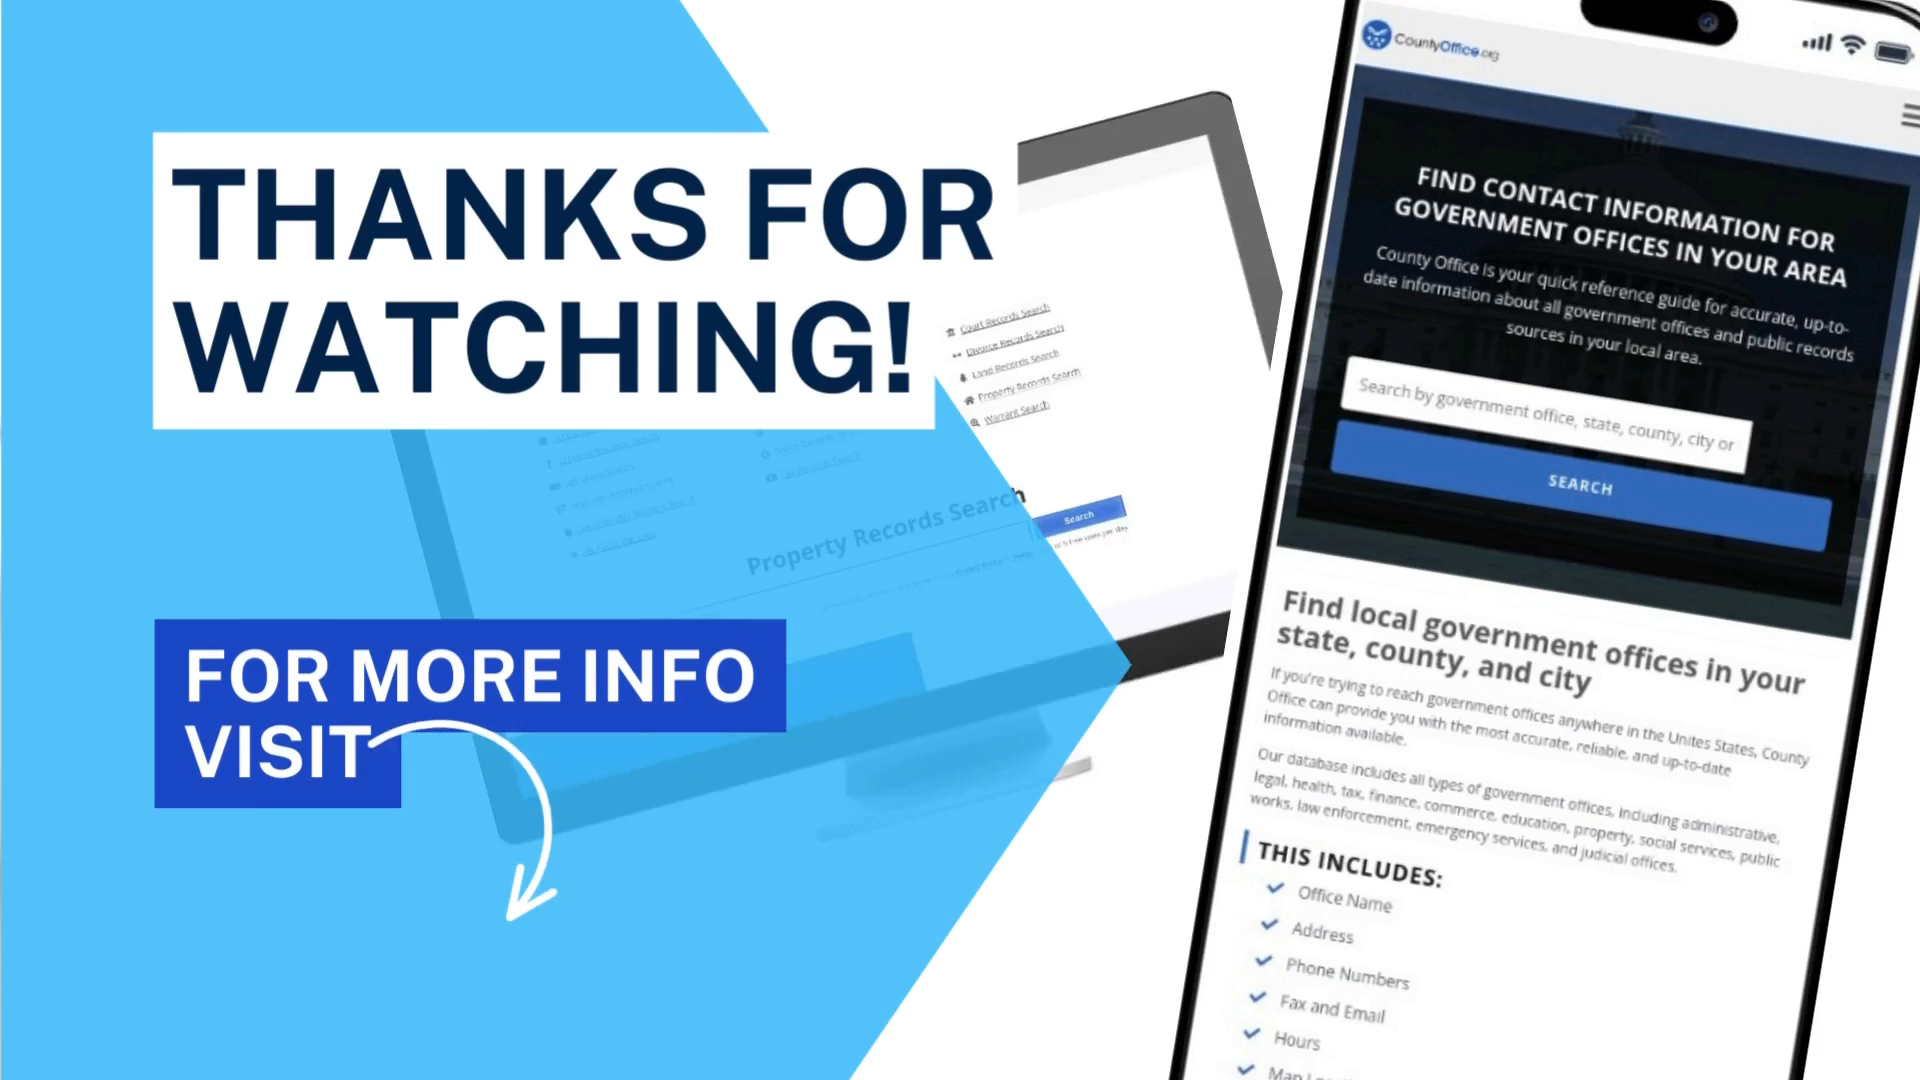 THANKS FOR
WATCHING!
FOR MORE INFO
VISIT
Court Records Search
Divorce Records Search
Land Records Search
Property Records Search
Warrant Search
Property Records Search
Search
CountyOffice.org
FIND CONTACT INFORMATION FOR
GOVERNMENT OFFICES IN YOUR AREA
County Office is your quick reference guide for accurate, up-to-
date information about all government offices and public records
sources in your local area.
Search by government office, state, county, city or
SEARCH
Find local government offices in your
state, county, and city
If you're trying to reach government offices anywhere in the Unites States, County
Office can provide you with the most accurate, reliable, and up-to-date
information available.
Our database includes all types of government offices, including administrative,
legal, health, tax, finance, commerce, education, property, social services, public
works, law enforcement, emergency services, and judicial offices.
THIS INCLUDES:
Office Name
Address
Phone Numbers
Fax and Email
Hours